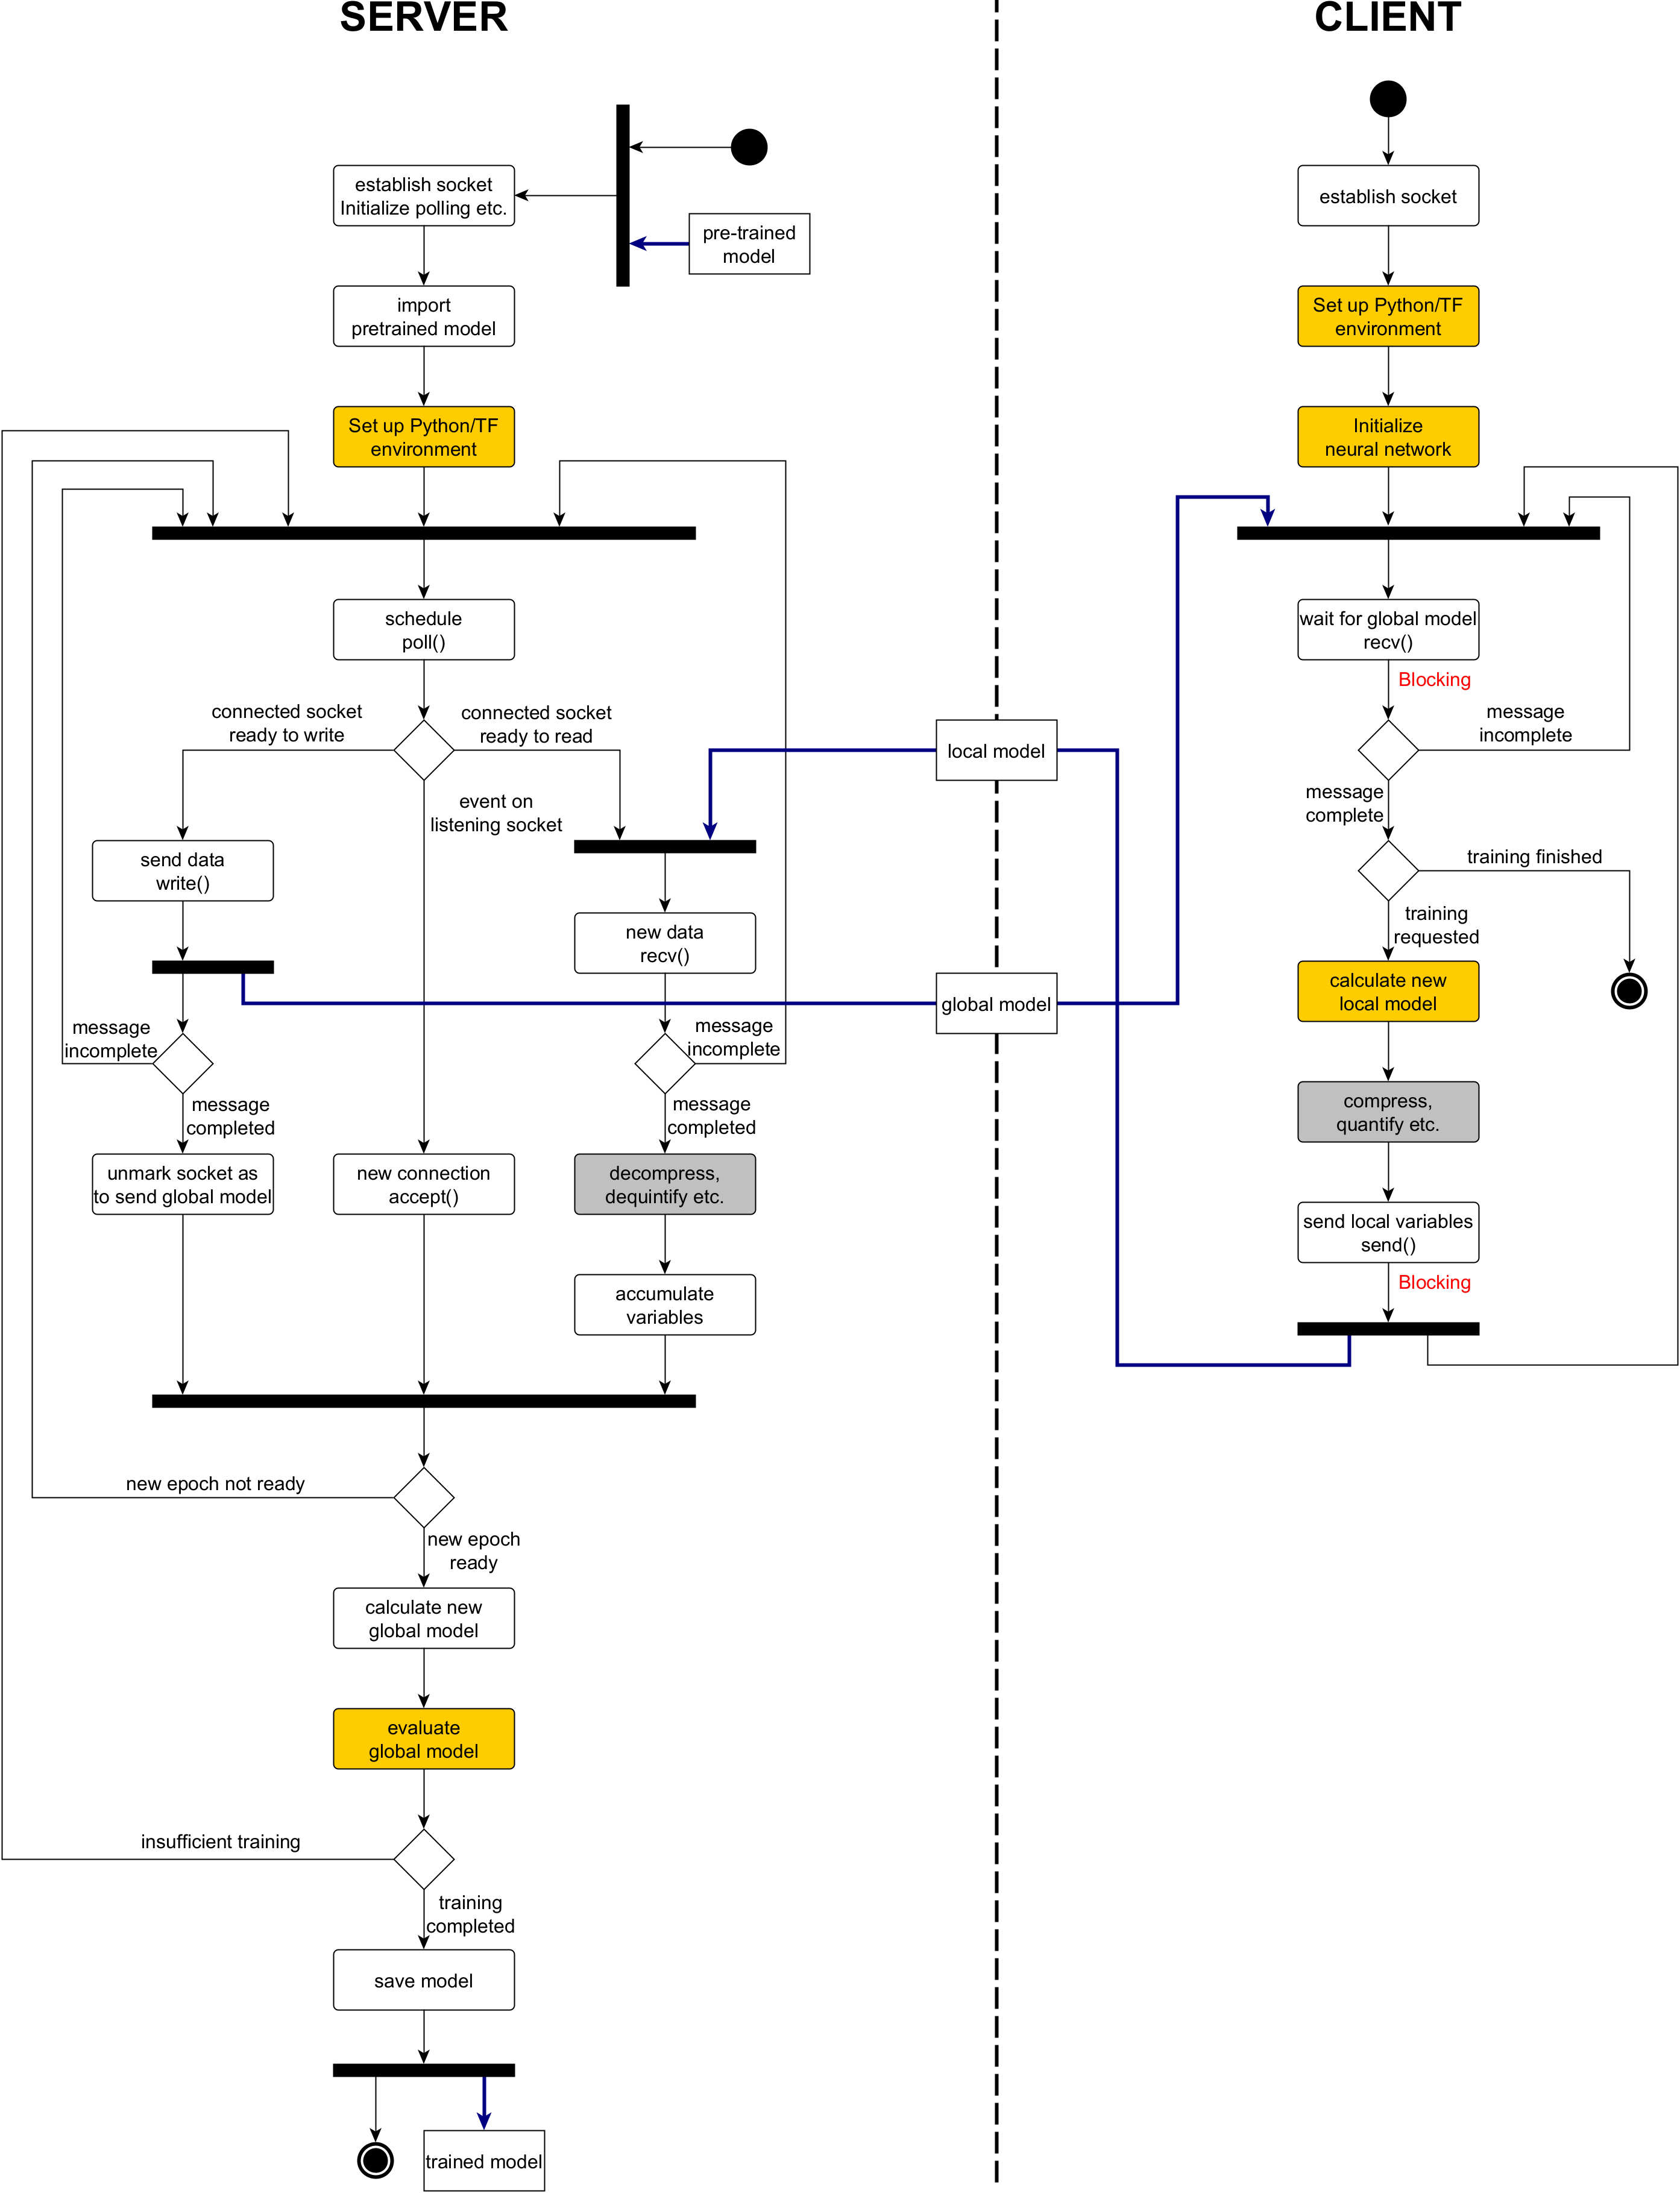 SERVER
establish socket
Initialize polling etc.
pre-trained
model
import
pretrained model
Set up Python/TF
environment
schedule
poll()
connected socket
ready to write
connected socket
ready to read
event on
listening socket
send data
write()
new data
recv()
message
incomplete
message
incomplete
message
completed
message
completed
unmark socket as
to send global model
new connection
accept()
decompress,
dequintify etc.
accumulate
variables
new epoch not ready
new epoch
ready
calculate new
global model
evaluate
global model
insufficient training
training
completed
save model
trained model
local model
global model
CLIENT
establish socket
Set up Python/TF
environment
Initialize
neural network
wait for global model
recv()
Blocking
message
incomplete
message
complete
training finished
training
requested
calculate new
local model
compress,
quantify etc.
send local variables
send()
Blocking